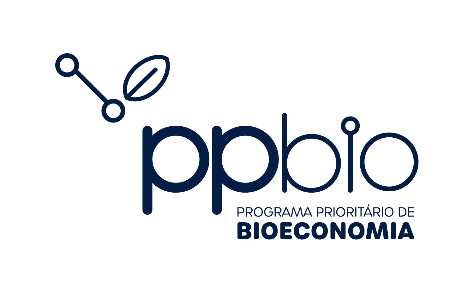 ppbio
PROGRAMA PRIORITÁRIO DE
BIOECONOMIA